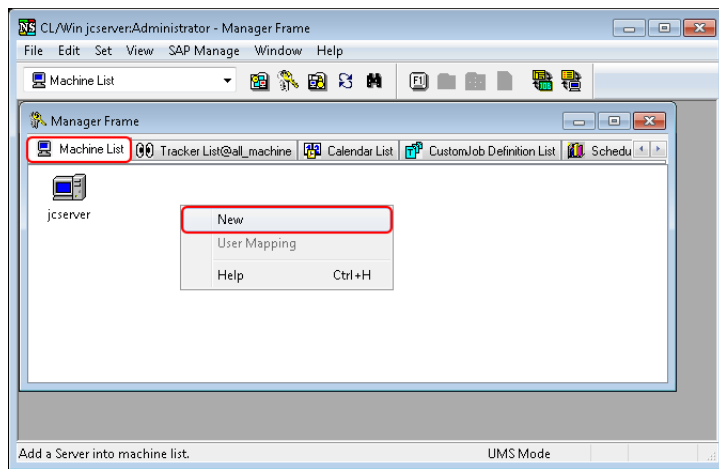 NS CL/Win jcserver:Administrator - Manager Frame
File Edit Set View SAP Manage Window Help
Machine List F1
Manager Frame
Machine List Tracker List@all_machine Calendar List CustomJob Definition List Schedu
jcserver
New
User Mapping
Help Ctrl+H
Add a Server into machine list. UMS Mode